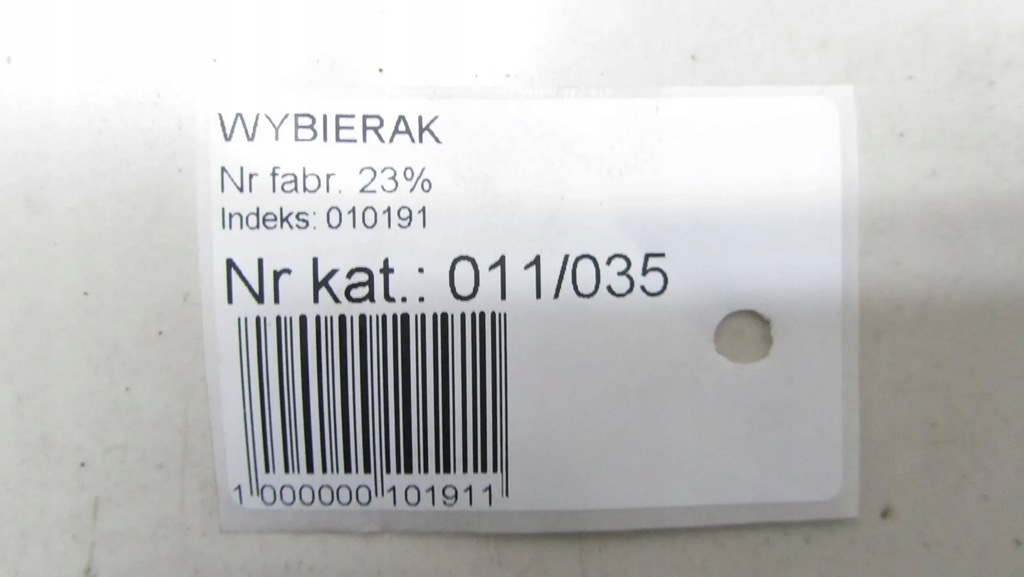 WYBIERAK
Nr fabr. 23%
Indeks: 010191
Nr kat.: 011/035
1 000000 101911